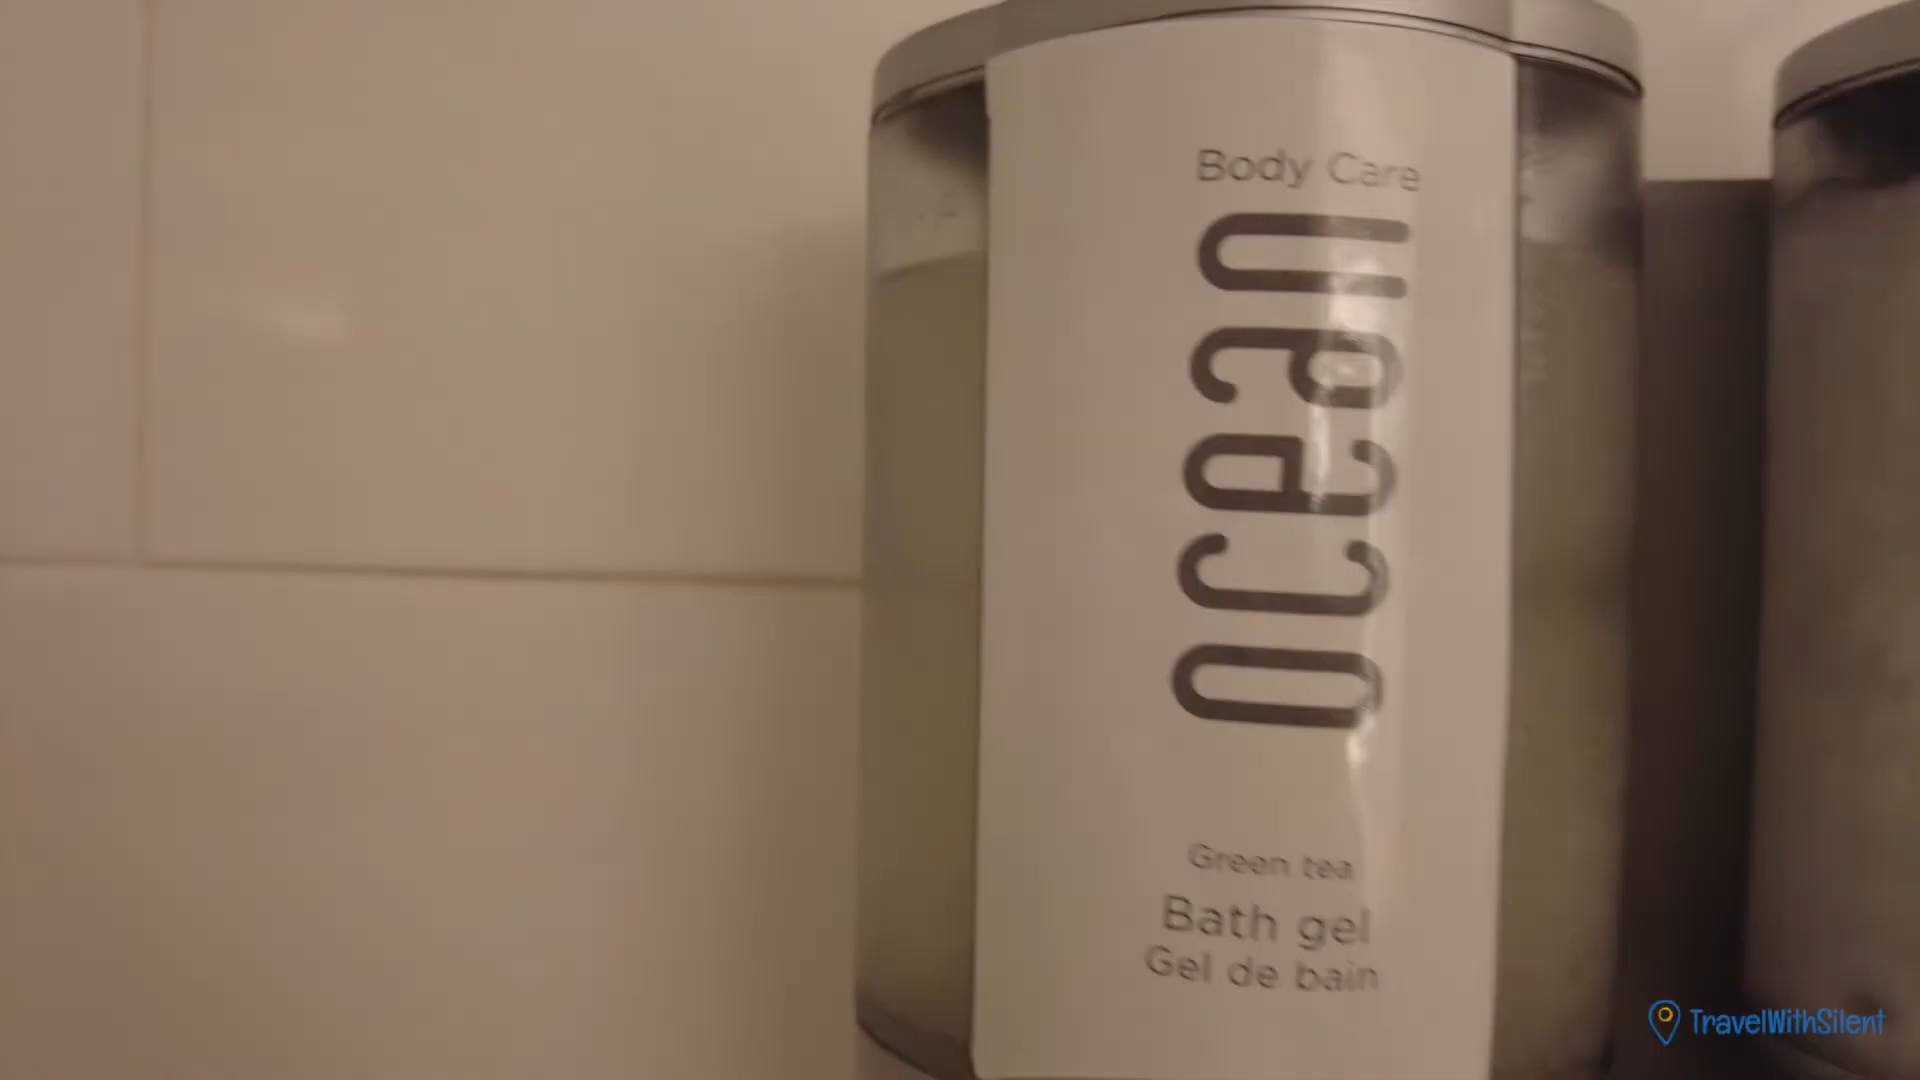 Body Care
ocean
Green tea
Bath gel
Gel de bain
TravelWithSilent